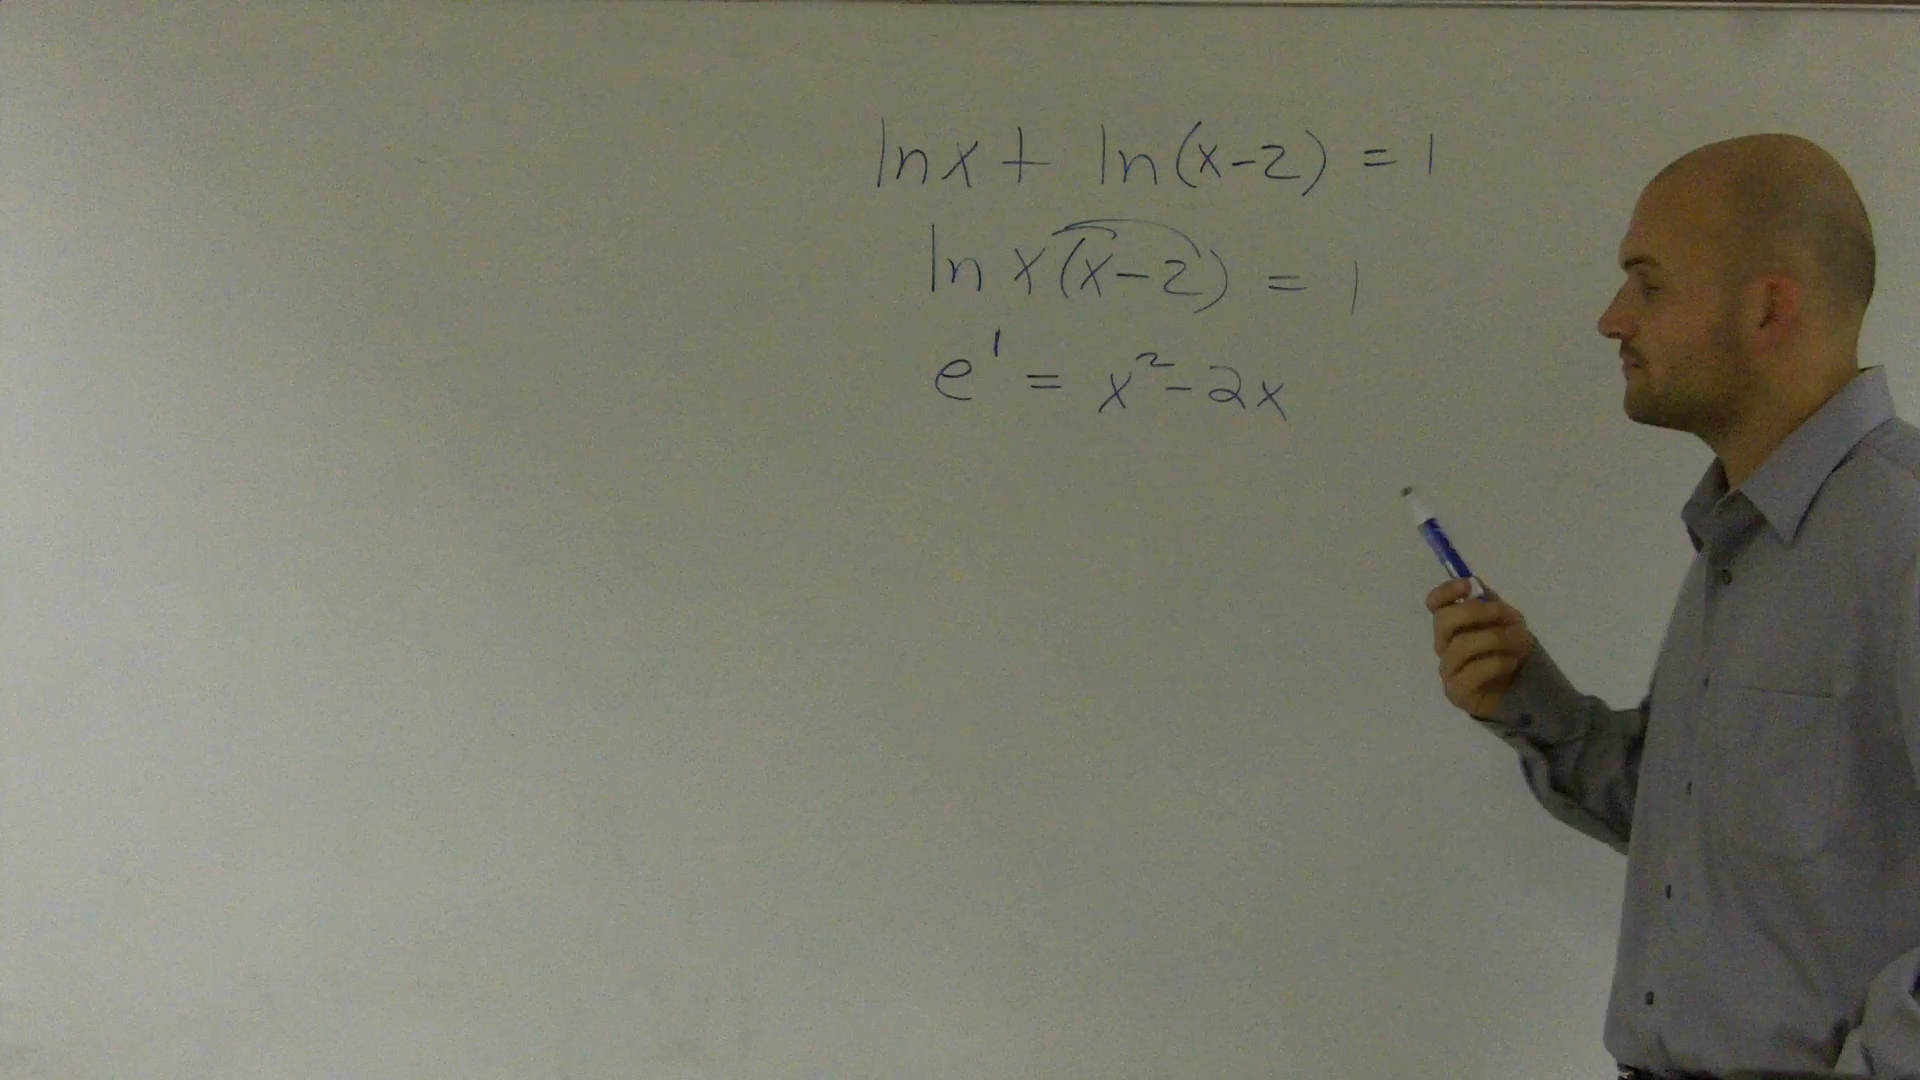 ln x + ln(x-2) = 1
ln x(x-2) = 1
e¹ = x²-2x